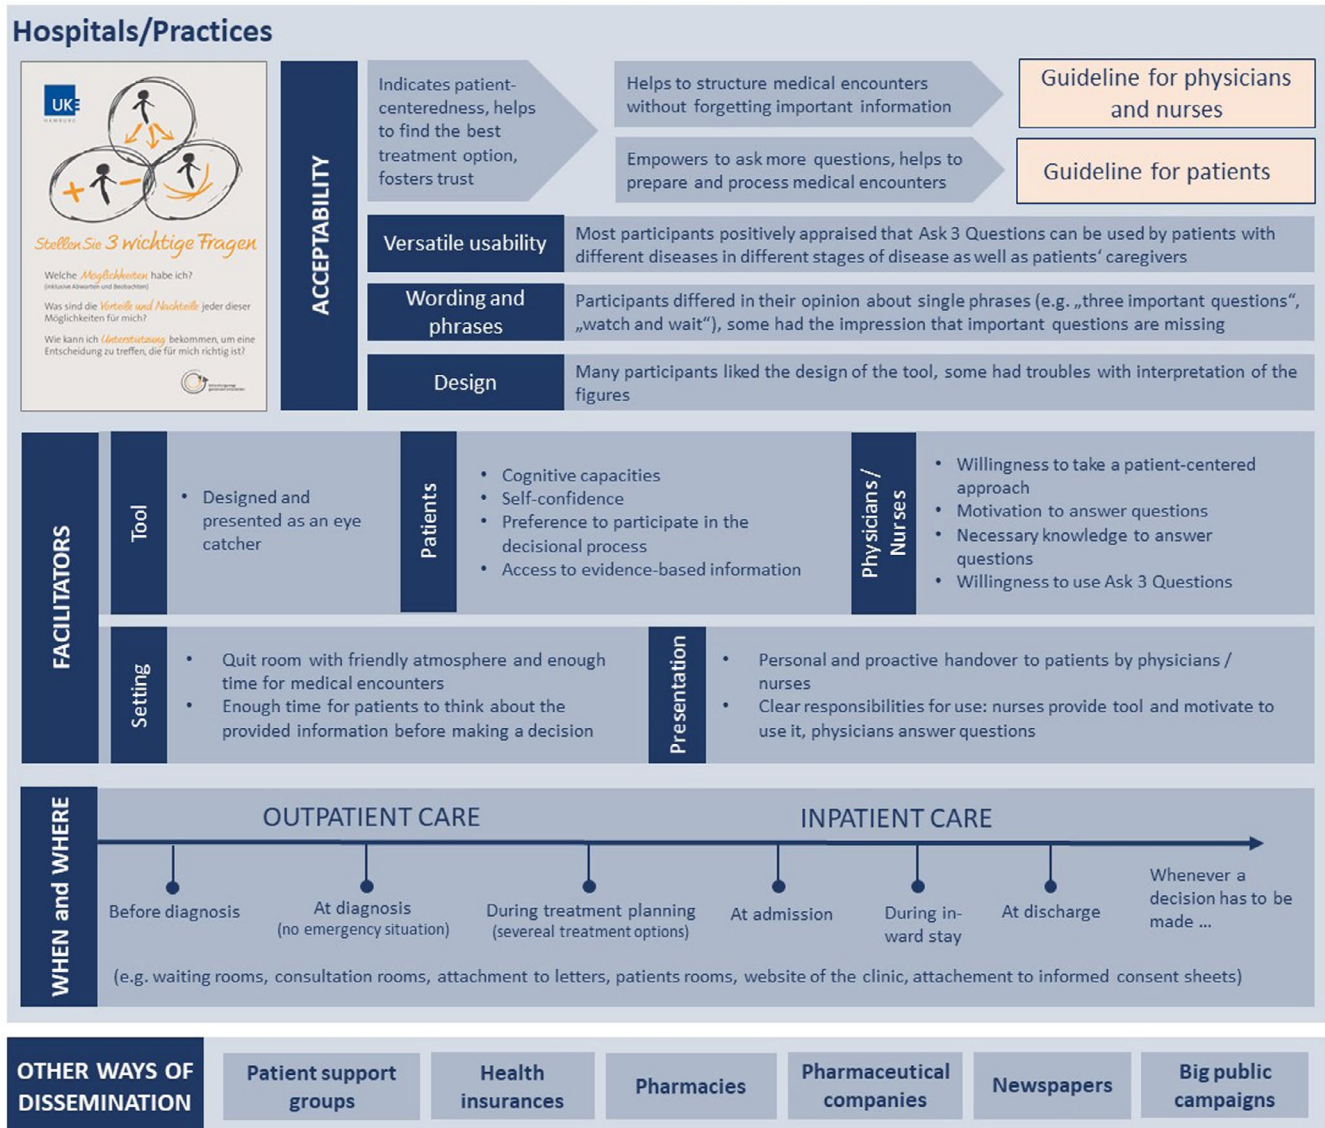 Hospitals/Practices
UKE
HAMBURG
Stellen Sie 3 wichtige Fragen
Welche Möglichkeiten habe ich?
(inklusive Abwarten und Beobachten)
Was sind die Vorteile und Nachteile jeder dieser
Möglichkeiten für mich?
Wie kann ich Unterstützung bekommen, um eine
Entscheidung zu treffen, die für mich richtig ist?
ACCEPTABILITY
Indicates patient-
centeredness, helps
to find the best
treatment option,
fosters trust
Helps to structure medical encounters
without forgetting important information
Guideline for physicians
and nurses
Empowers to ask more questions, helps to
prepare and process medical encounters
Guideline for patients
Versatile usability
Most participants positively appraised that Ask 3 Questions can be used by patients with
different diseases in different stages of disease as well as patients‘ caregivers
Wording and
phrases
Participants differed in their opinion about single phrases (e.g. „three important questions“,
„watch and wait“), some had the impression that important questions are missing
Design
Many participants liked the design of the tool, some had troubles with interpretation of the
figures
FACILITATORS
Tool
• Designed and
presented as an eye
catcher
Patients
• Cognitive capacities
• Self-confidence
• Preference to participate in the
decisional process
• Access to evidence-based information
Physicians/
Nurses
• Willingness to take a patient-centered
approach
• Motivation to answer questions
• Necessary knowledge to answer
questions
• Willingness to use Ask 3 Questions
Setting
• Quit room with friendly atmosphere and enough
time for medical encounters
• Enough time for patients to think about the
provided information before making a decision
Presentation
• Personal and proactive handover to patients by physicians /
nurses
• Clear responsibilities for use: nurses provide tool and motivate to
use it, physicians answer questions
WHEN and WHERE
OUTPATIENT CARE
INPATIENT CARE
Before diagnosis
At diagnosis
(no emergency situation)
During treatment planning
(severeal treatment options)
At admission
During in-
ward stay
At discharge
Whenever a
decision has to be
made ...
(e.g. waiting rooms, consultation rooms, attachment to letters, patients rooms, website of the clinic, attachement to informed consent sheets)
OTHER WAYS OF
DISSEMINATION
Patient support
groups
Health
insurances
Pharmacies
Pharmaceutical
companies
Newspapers
Big public
campaigns